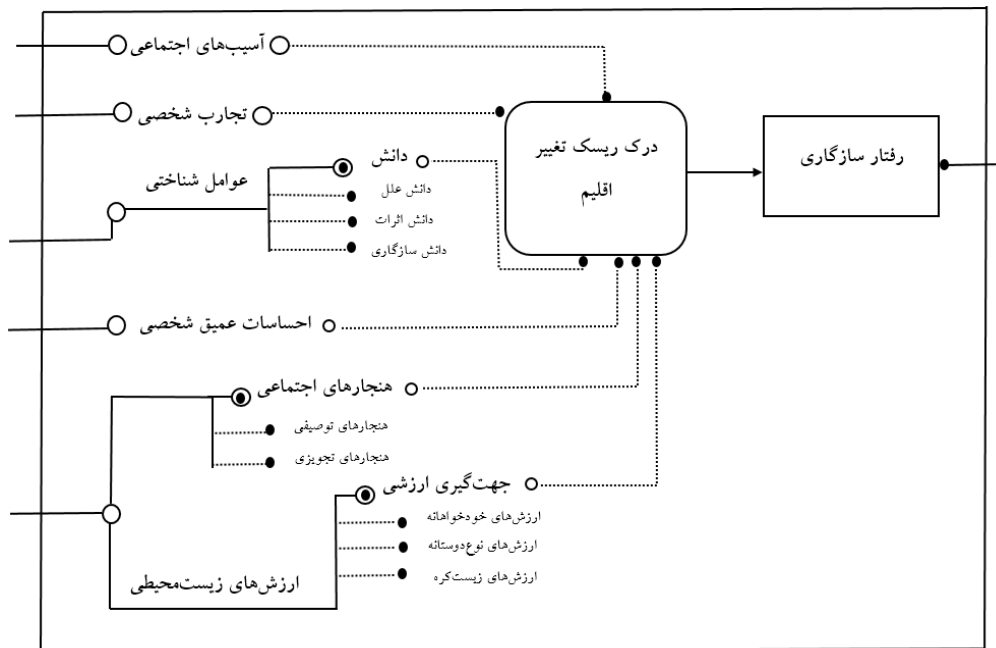 آسیب‌های اجتماعی
تجارب شخصی
درک ریسک تغییر
اقلیم
رفتار سازگاری
دانش
عوامل شناختی
دانش علل
دانش اثرات
دانش سازگاری
احساسات عمیق شخصی
هنجارهای اجتماعی
هنجارهای توصیفی
هنجارهای تجویزی
جهت‌گیری ارزشی
ارزش‌های خودخواهانه
ارزش‌های نوع‌دوستانه
ارزش‌های زیست‌کره
ارزش‌های زیست‌محیطی